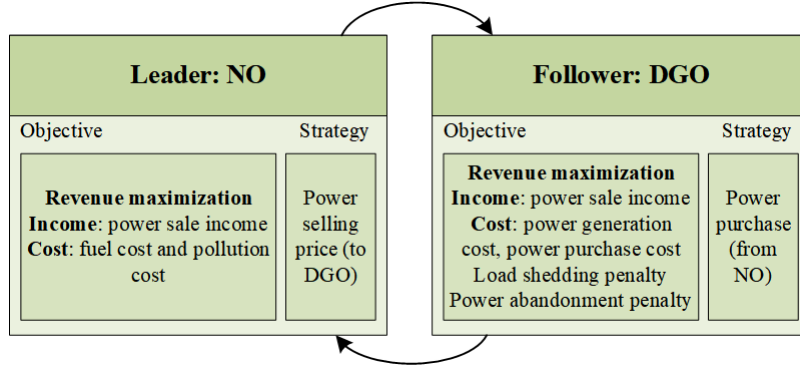 Leader: NO
Objective
Strategy
Revenue maximization
Income: power sale income
Cost: fuel cost and pollution
cost
Power
selling
price (to
DGO)
Follower: DGO
Objective
Strategy
Revenue maximization
Income: power sale income
Cost: power generation
cost, power purchase cost
Load shedding penalty
Power abandonment penalty
Power
purchase
(from
NO)